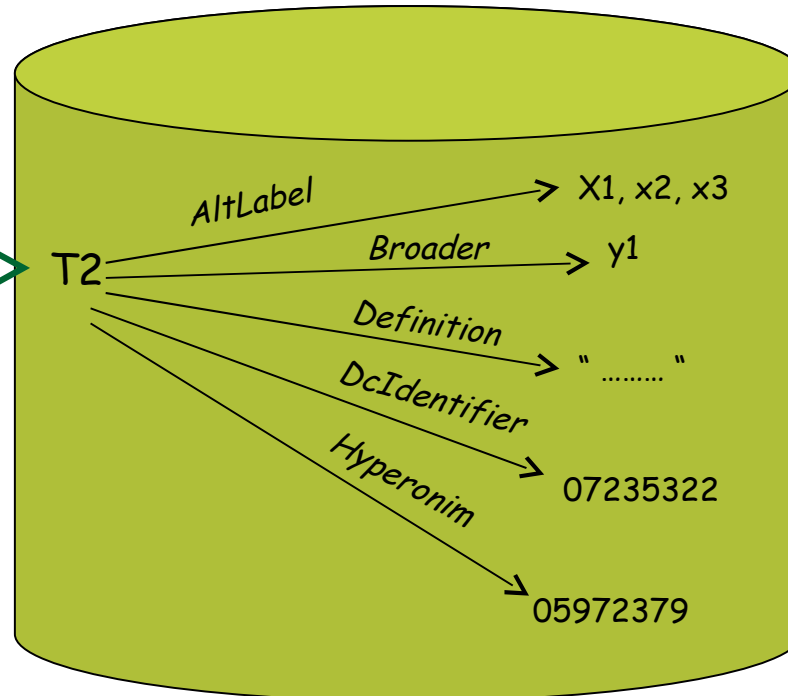 AltLabel
X1, x2, x3
Broader
y1
T2
Definition
“ ……… “
DcIdentifier
07235322
Hyperonim
05972379